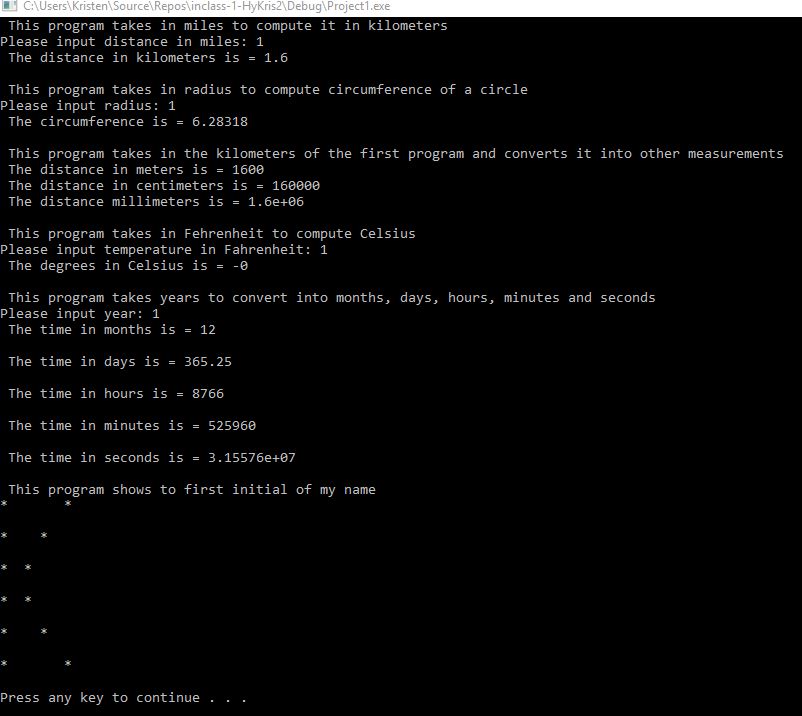 C:\Users\Kristen\Source\Repos\inclass-1-HyKris2\Debug\Project1.exe
 This program takes in miles to compute it in kilometers
Please input distance in miles: 1
 The distance in kilometers is = 1.6

 This program takes in radius to compute circumference of a circle
Please input radius: 1
 The circumference is = 6.28318

 This program takes in the kilometers of the first program and converts it into other measurements
 The distance in meters is = 1600
 The distance in centimeters is = 160000
 The distance millimeters is = 1.6e+06

 This program takes in Fehrenheit to compute Celsius
Please input temperature in Fahrenheit: 1
 The degrees in Celsius is = -0

 This program takes years to convert into months, days, hours, minutes and seconds
Please input year: 1
 The time in months is = 12

 The time in days is = 365.25

 The time in hours is = 8766

 The time in minutes is = 525960

 The time in seconds is = 3.15576e+07

 This program shows to first initial of my name
*       *

*    *

*  *

*  *

*    *

*       *

Press any key to continue . . .